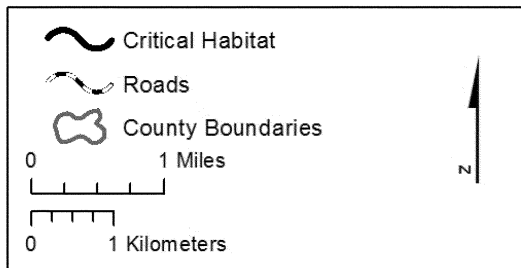 Critical Habitat
Roads
County Boundaries
0 1 Miles
0 1 Kilometers
N